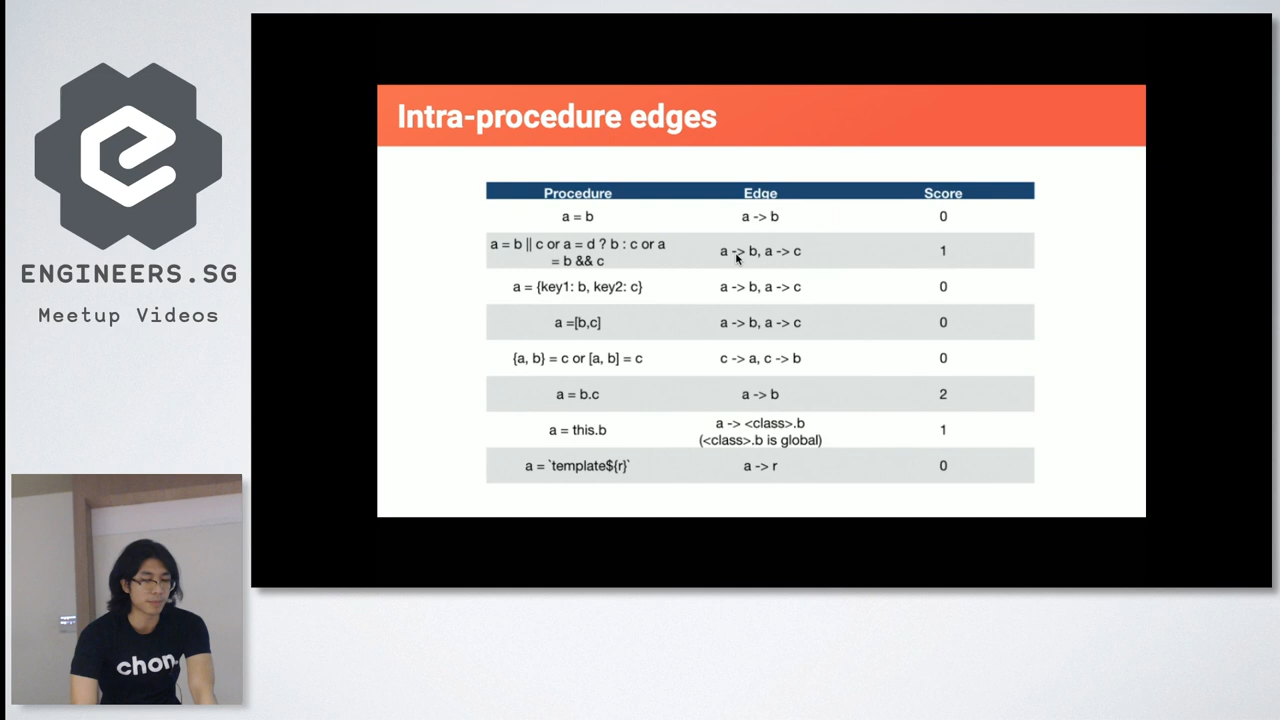 ENGINEERS.SG
Meetup Videos
Intra-procedure edges
Procedure Edge Score
a = b a -> b 0
a = b || c or a = d ? b : c or a
= b && c a -> b, a -> c 1
a = {key1: b, key2: c} a -> b, a -> c 0
a =[b,c] a -> b, a -> c 0
{a, b} = c or [a, b] = c c -> a, c -> b 0
a = b.c a -> b 2
a = this.b a -> <class>.b
(<class>.b is global) 1
a = `template${r}` a -> r 0
chon.